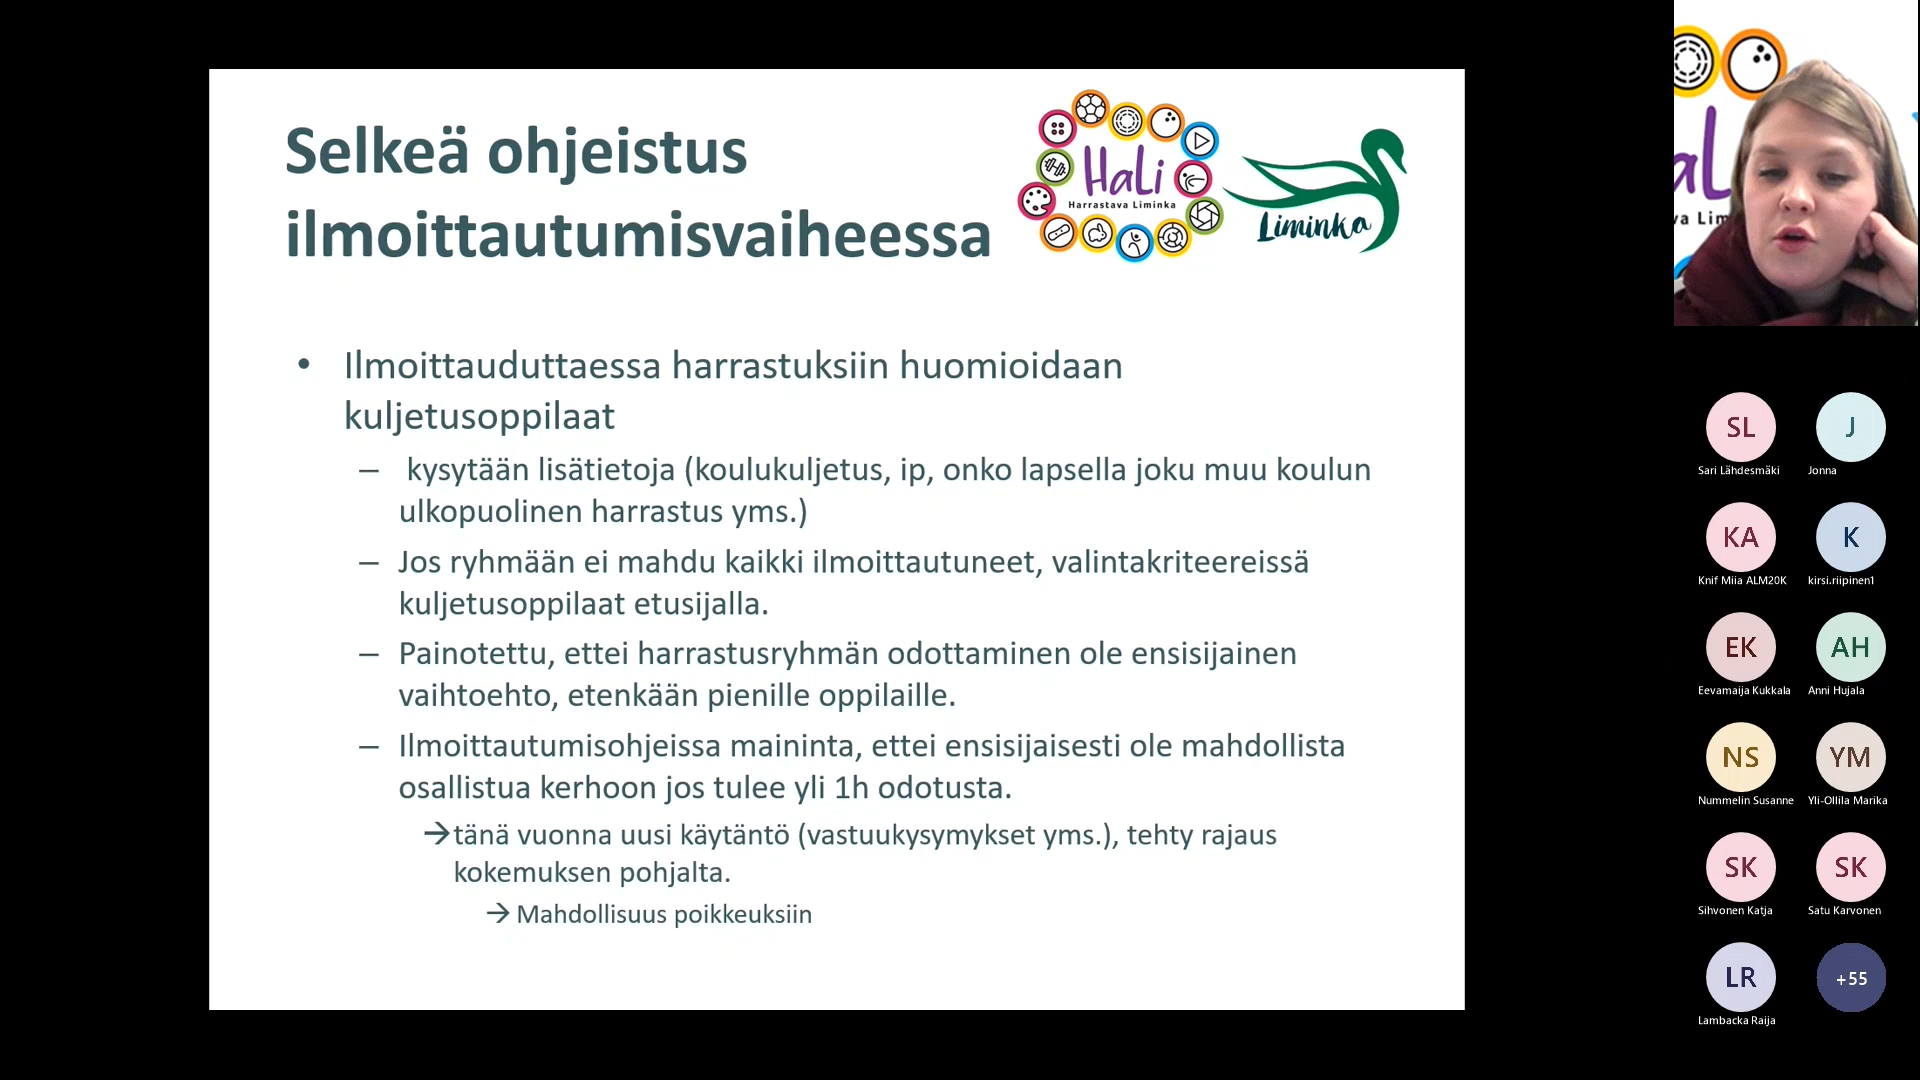 Selkeä ohjeistus
ilmoittautumisvaiheessa
HaLi
Harrastava Liminka
Liminka
• Ilmoittauduttaessa harrastuksiin huomioidaan
kuljetusoppilaat
– kysytään lisätietoja (koulukuljetus, ip, onko lapsella joku muu koulun
ulkopuolinen harrastus yms.)
– Jos ryhmään ei mahdu kaikki ilmoittautuneet, valintakriteereissä
kuljetusoppilaat etusijalla.
– Painotettu, ettei harrastusryhmän odottaminen ole ensisijainen
vaihtoehto, etenkään pienille oppilaille.
– Ilmoittautumisohjeissa maininta, ettei ensisijaisesti ole mahdollista
osallistua kerhoon jos tulee yli 1h odotusta.
→ tänä vuonna uusi käytäntö (vastuukysymykset yms.), tehty rajaus
kokemuksen pohjalta.
→ Mahdollisuus poikkeuksiin
aL
va Lim
SL
Sari Lähdesmäki
J
Jonna
KA
Knif Miia ALM20K
K
kirsi.riipinen1
EK
Eevamaija Kukkala
AH
Anni Hujala
NS
Nummelin Susanne
YM
Yli-Ollila Marika
SK
Sihvonen Katja
SK
Satu Karvonen
LR
Lambacka Raija
+55